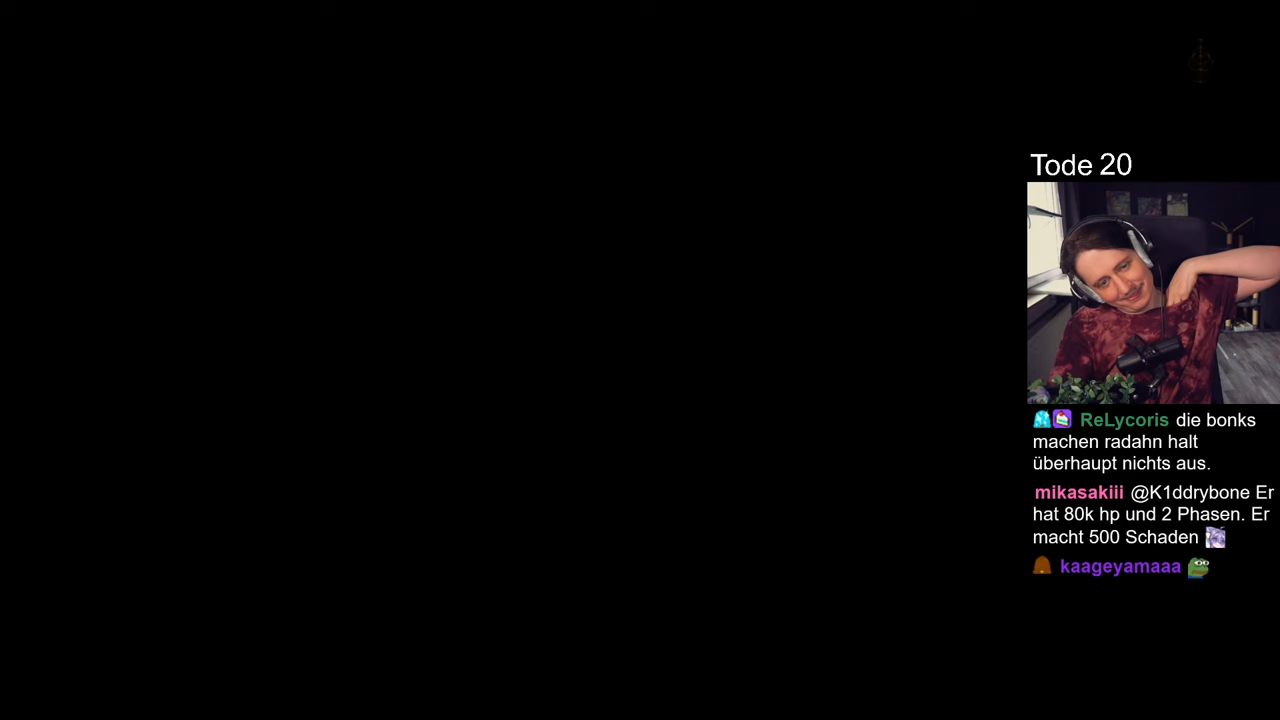 Tode 20
ReLycoris die bonks
machen radahn halt
überhaupt nichts aus.
mikasakiii @K1ddrybone Er
hat 80k hp und 2 Phasen. Er
macht 500 Schaden
kaageyamaaa